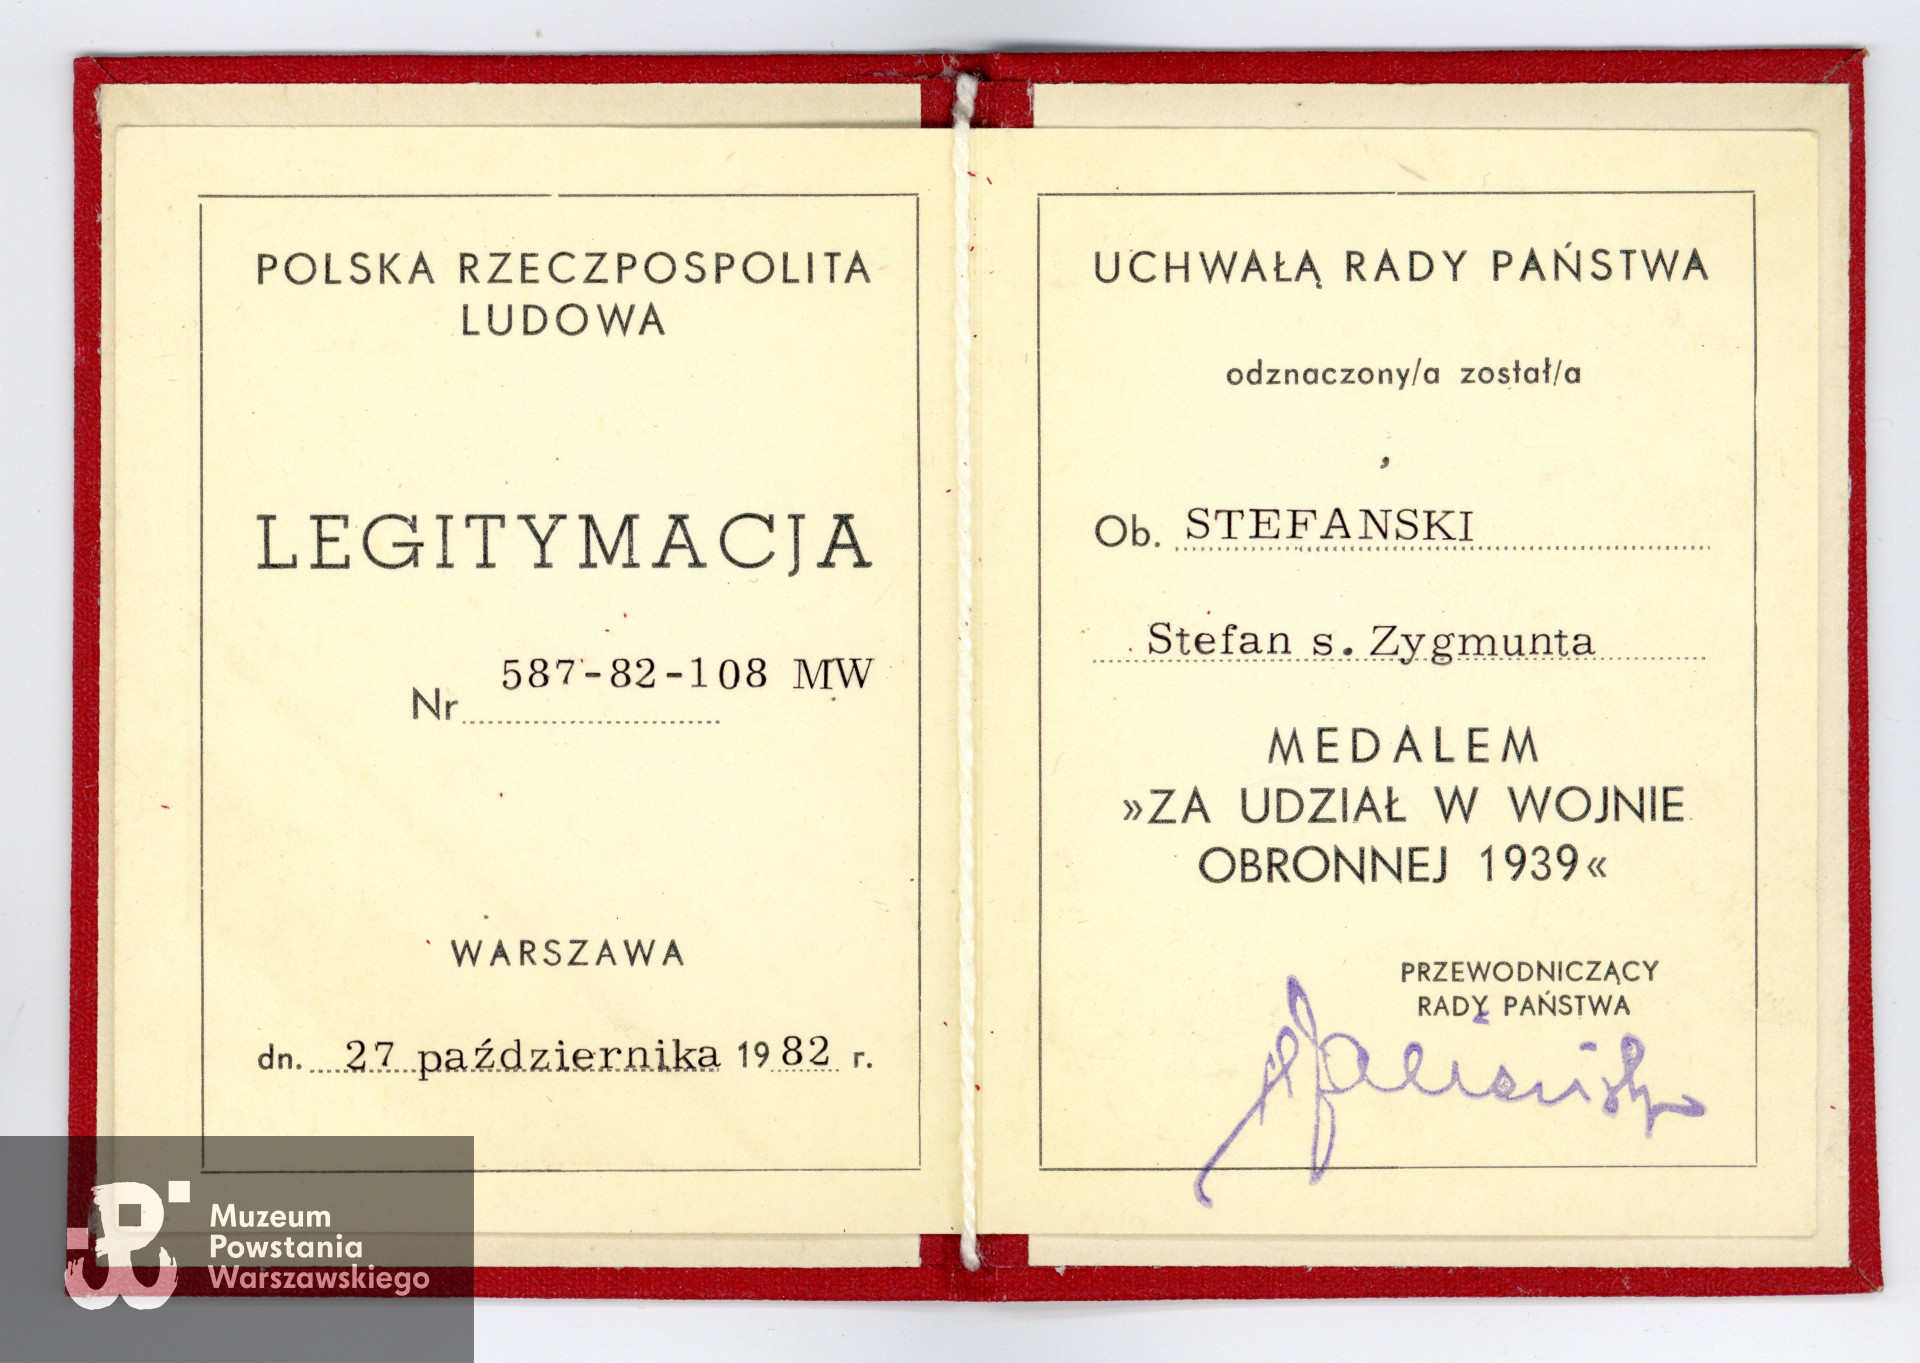 POLSKA RZECZPOSPOLITA
LUDOWA
LEGITYMACJA
Nr 587-82-108 MW
WARSZAWA
dn. 27 października 1982 r.
UCHWAŁĄ RADY PAŃSTWA
odznaczony/a został/a
Ob. STEFANSKI
Stefan s. Zygmunta
MEDALEM
»ZA UDZIAŁ W WOJNIE
OBRONNEJ 1939«
PRZEWODNICZĄCY
RADY PAŃSTWA
Muzeum
Powstania
Warszawskiego